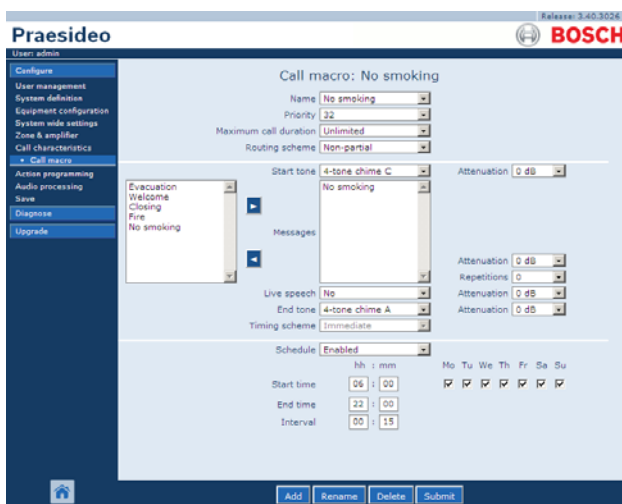 Release: 3.40.3026
Praesideo
BOSCH
User: admin
Configure
User management
System definition
Equipment configuration
System wide settings
Zone & amplifier
Call characteristics
• Call macro
Action programming
Audio processing
Save
Diagnose
Upgrade
Call macro: No smoking
Name No smoking
Priority 32
Maximum call duration Unlimited
Routing scheme Non-partial
Start tone 4-tone chime C Attenuation 0 dB
Evacuation
Welcome
Closing
Fire
No smoking
Messages
No smoking
Attenuation 0 dB
Repetitions 0
Live speech No Attenuation 0 dB
End tone 4-tone chime A Attenuation 0 dB
Timing scheme Immediate
Schedule Enabled
hh : mm Mo Tu We Th Fr Sa Su
Start time 06 : 00
End time 22 : 00
Interval 00 : 15
Add Rename Delete Submit